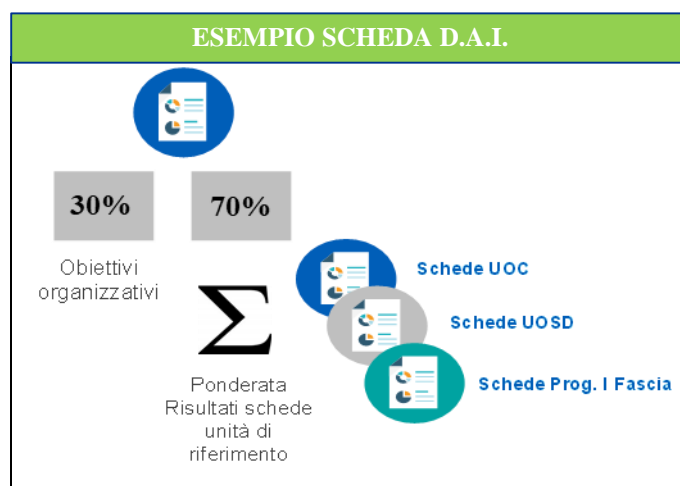 ESEMPIO SCHEDA D.A.I.
30%
70%
Obiettivi
organizzativi
Σ
Ponderata
Risultati schede
unità di
riferimento
Schede UOC
Schede UOSD
Schede Prog. I Fascia